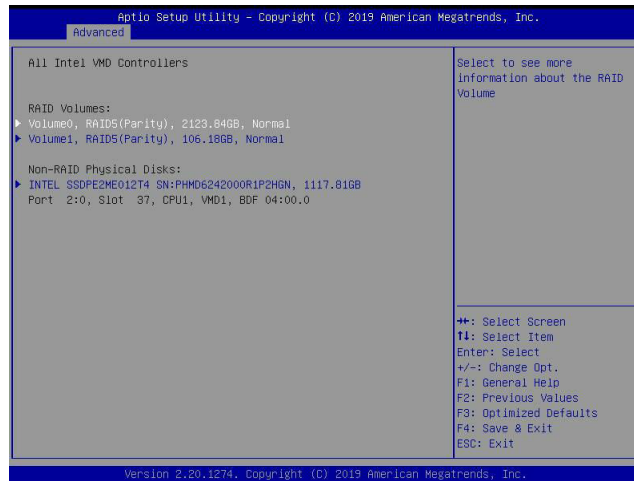 Aptio Setup Utility – Copyright (C) 2019 American Megatrends, Inc.
Advanced
All Intel VMD Controllers
RAID Volumes:
Volume0, RAID5(Parity), 2123.84GB, Normal
Volume1, RAID5(Parity), 106.18GB, Normal
Non-RAID Physical Disks:
INTEL SSDPE2ME012T4 SN:PHMD6242000R1P2HGN, 1117.81GB
Port 2:0, Slot 37, CPU1, VMD1, BDF 04:00.0
Select to see more
information about the RAID
Volume
→←: Select Screen
↑↓: Select Item
Enter: Select
+/-: Change Opt.
F1: General Help
F2: Previous Values
F3: Optimized Defaults
F4: Save & Exit
ESC: Exit
Version 2.20.1274. Copyright (C) 2019 American Megatrends, Inc.